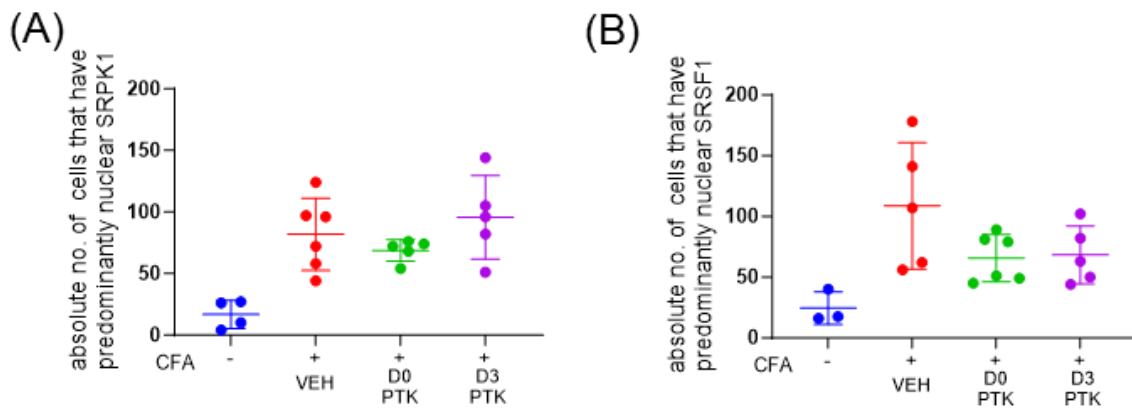 (A)
absolute no. of cells that have
predominantly nuclear SRPK1
200
150
100
50
0
CFA
-
+
+
+
VEH
D0
D3
PTK
PTK
(B)
absolute no. of cells that have
predominantly nuclear SRSF1
200
150
100
50
0
CFA
-
+
+
+
VEH
D0
D3
PTK
PTK